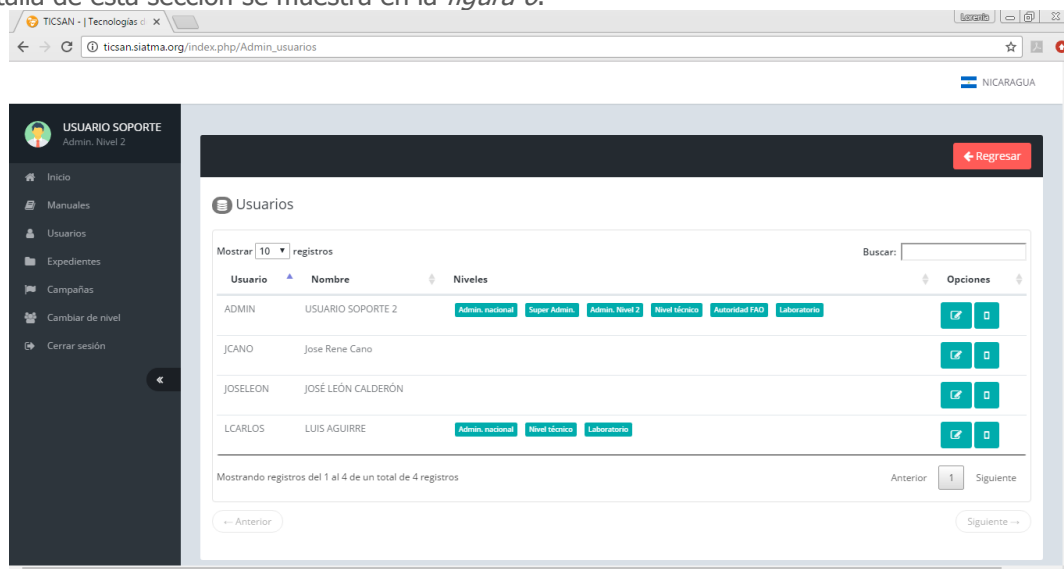 talla de esta sección se muestra en la figura 6.
TICSAN - | Tecnologías d
Lorenia
ticsan.siatma.org/index.php/Admin_usuarios
NICARAGUA
USUARIO SOPORTE
Admin. Nivel 2
Regresar
Inicio
Manuales
Usuarios
Expedientes
Campañas
Cambiar de nivel
Cerrar sesión
Usuarios
Mostrar 10 registros
Buscar:
Usuario Nombre Niveles Opciones
ADMIN USUARIO SOPORTE 2 Admin. nacional Super Admin. Admin. Nivel 2 Nivel técnico Autoridad FAO Laboratorio
JCANO Jose Rene Cano
JOSELEON JOSÉ LEÓN CALDERÓN
LCARLOS LUIS AGUIRRE Admin. nacional Nivel técnico Laboratorio
Mostrando registros del 1 al 4 de un total de 4 registros
Anterior 1 Siguiente
← Anterior
Siguiente →